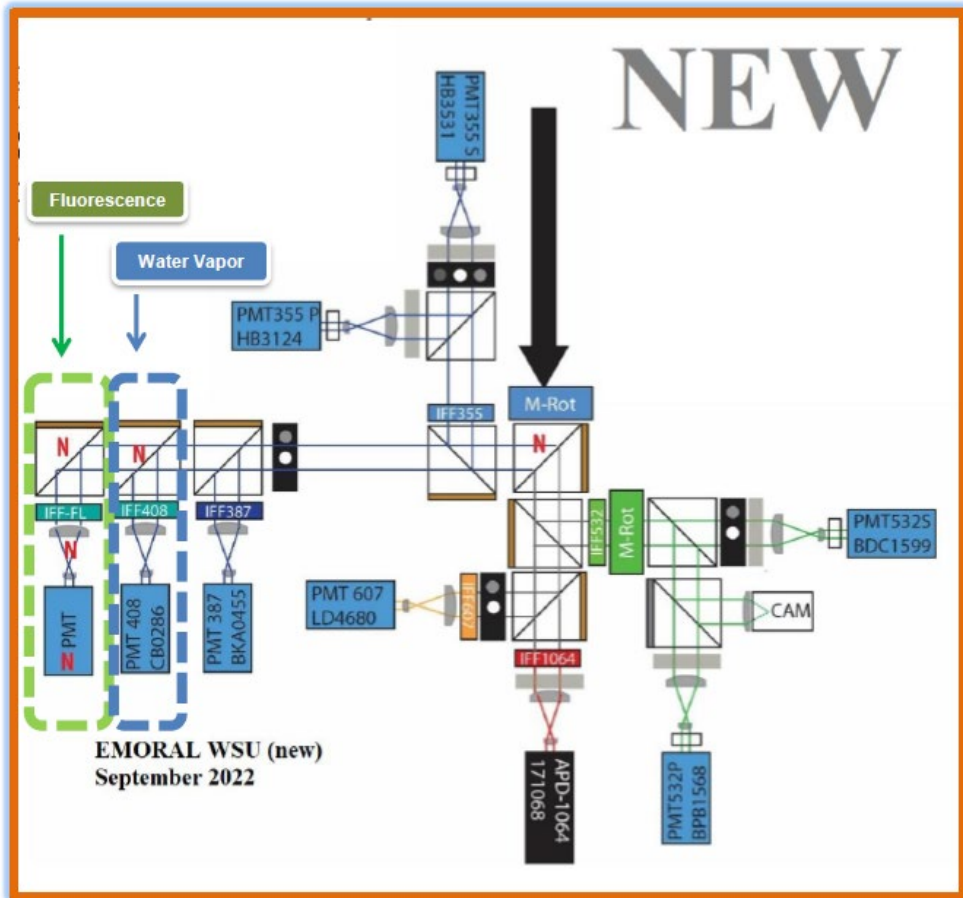 NEW
PMT355 S
HB3531
Fluorescence
Water Vapor
PMT355 P
HB3124
IFF355
M-Rot
N
N
N
IFF-FL
IFF408
IFF387
IFF532
M-Rot
PMT532S
BDC1599
N
PMT
N
PMT 408
CB0286
PMT 387
BKA0455
PMT 607
LD4680
IFF607
CAM
IFF1064
EMORAL WSU (new)
September 2022
APD-1064
171068
PMT532P
BPB1568